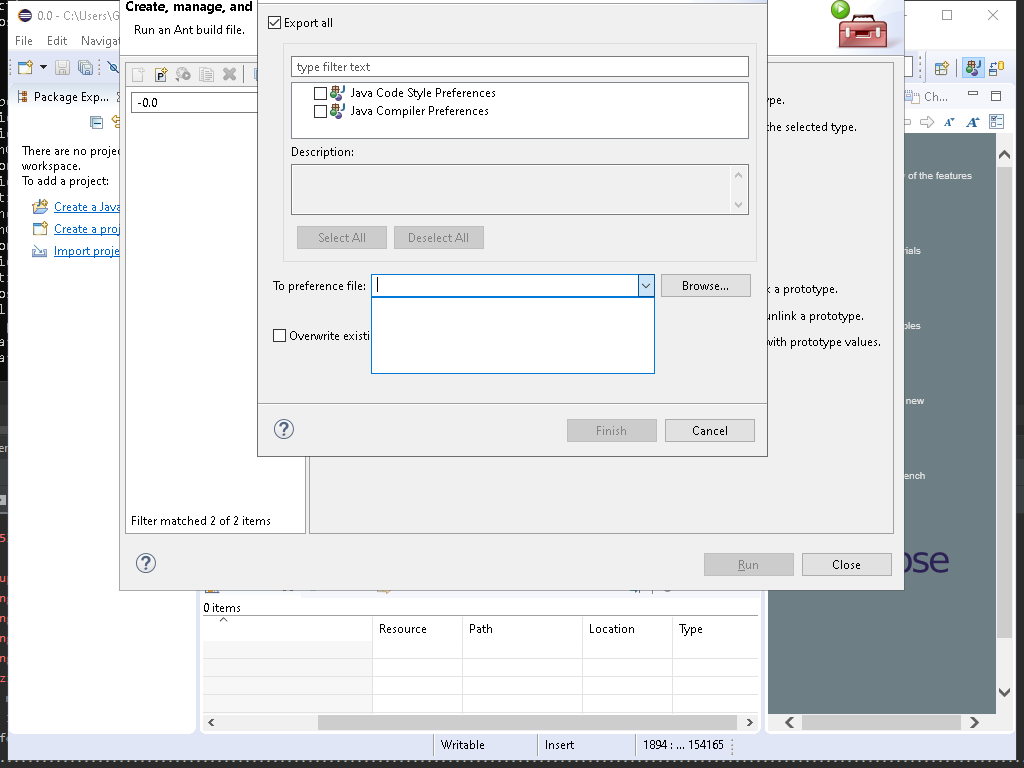 0.0 - C:\Users\G
File Edit Navigat
Package Exp...
There are no projec
workspace.
To add a project:
Create a Java
Create a proj
Import proje
Create, manage, and
Run an Ant build file.
-0.0
Filter matched 2 of 2 items
Export all
type filter text
Java Code Style Preferences
Java Compiler Preferences
Description:
Select All Deselect All
To preference file: Browse...
Overwrite existi
Finish Cancel
ype.
he selected type.
k a prototype.
unlink a prototype.
with prototype values.
Run Close
Ch...
y of the features
ials
ples
new
ench
ose
0 items
Resource Path Location Type
Writable Insert 1894 : ... 154165